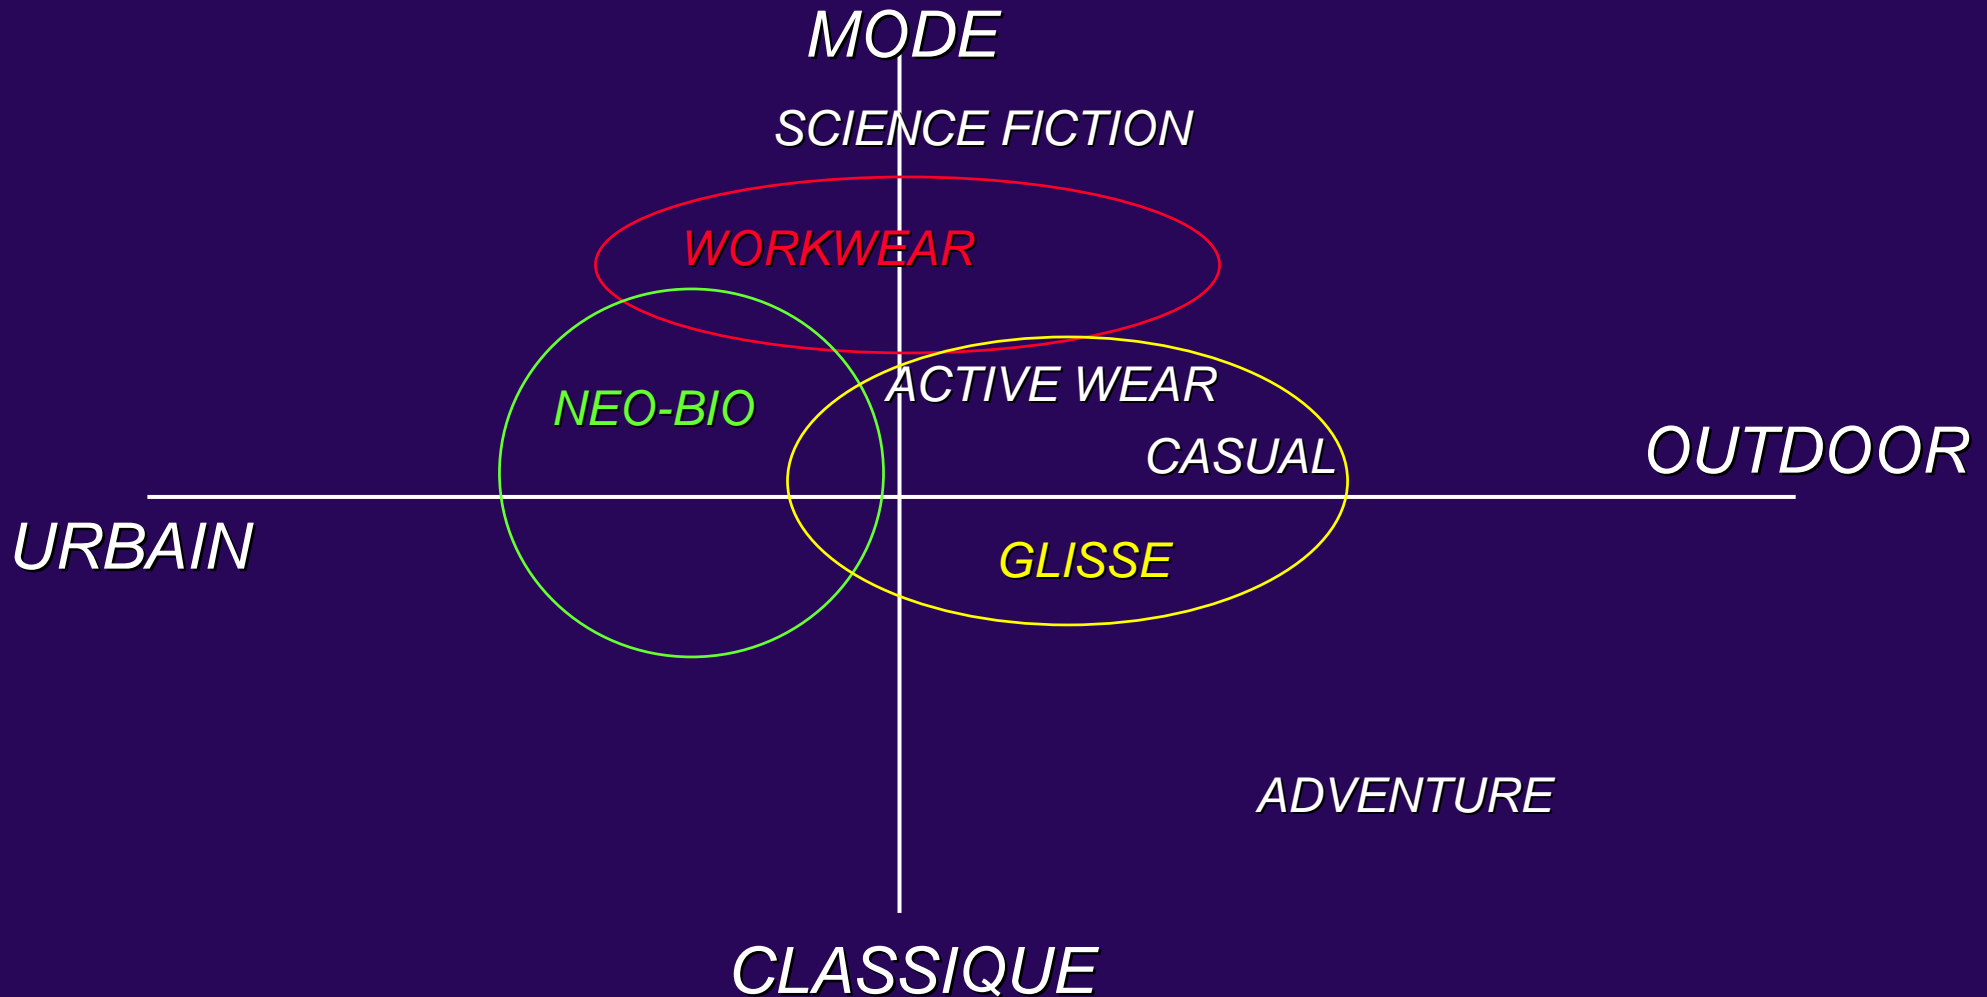 MODE
SCIENCE FICTION
WORKWEAR
ACTIVE WEAR
NEO-BIO
CASUAL
OUTDOOR
URBAIN
GLISSE
ADVENTURE
CLASSIQUE